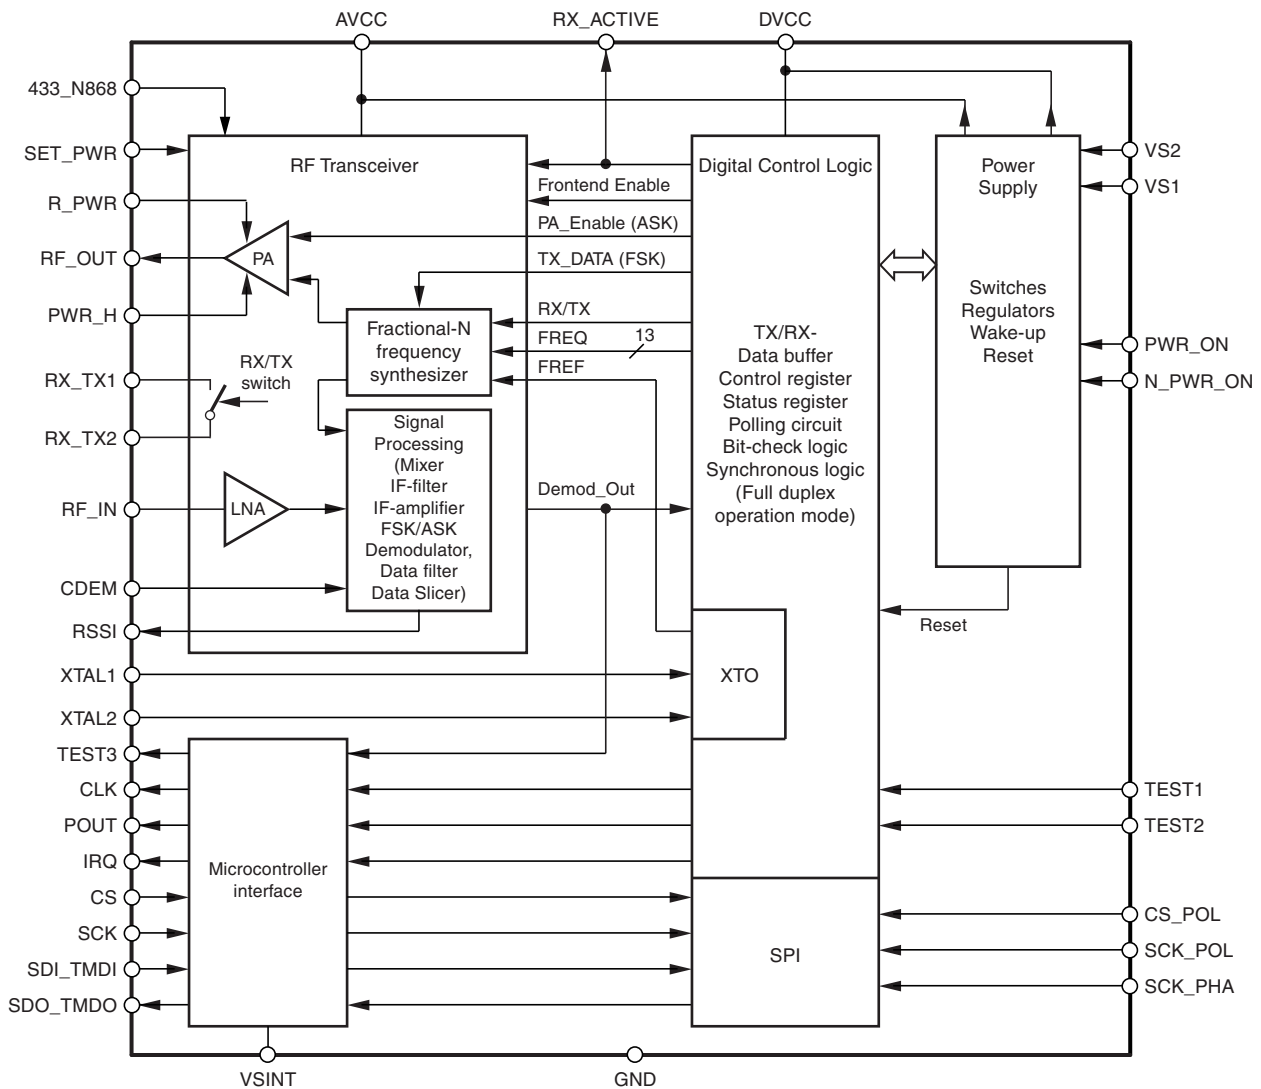 AVCC
RX_ACTIVE
DVCC
433_N868
SET_PWR
R_PWR
RF_OUT
PWR_H
RX_TX1
RX_TX2
RF_IN
CDEM
RSSI
XTAL1
XTAL2
TEST3
CLK
POUT
IRQ
CS
SCK
SDI_TMDI
SDO_TMDO
RF Transceiver
PA
RX/TX
switch
LNA
Fractional-N
frequency
synthesizer
Signal
Processing
(Mixer
IF-filter
IF-amplifier
FSK/ASK
Demodulator,
Data filter
Data Slicer)
Frontend Enable
PA_Enable (ASK)
TX_DATA (FSK)
RX/TX
FREQ
13
FREF
Demod_Out
Digital Control Logic
TX/RX-
Data buffer
Control register
Status register
Polling circuit
Bit-check logic
Synchronous logic
(Full duplex
operation mode)
XTO
Microcontroller
interface
SPI
Power
Supply
Switches
Regulators
Wake-up
Reset
Reset
VS2
VS1
PWR_ON
N_PWR_ON
TEST1
TEST2
CS_POL
SCK_POL
SCK_PHA
VSINT
GND